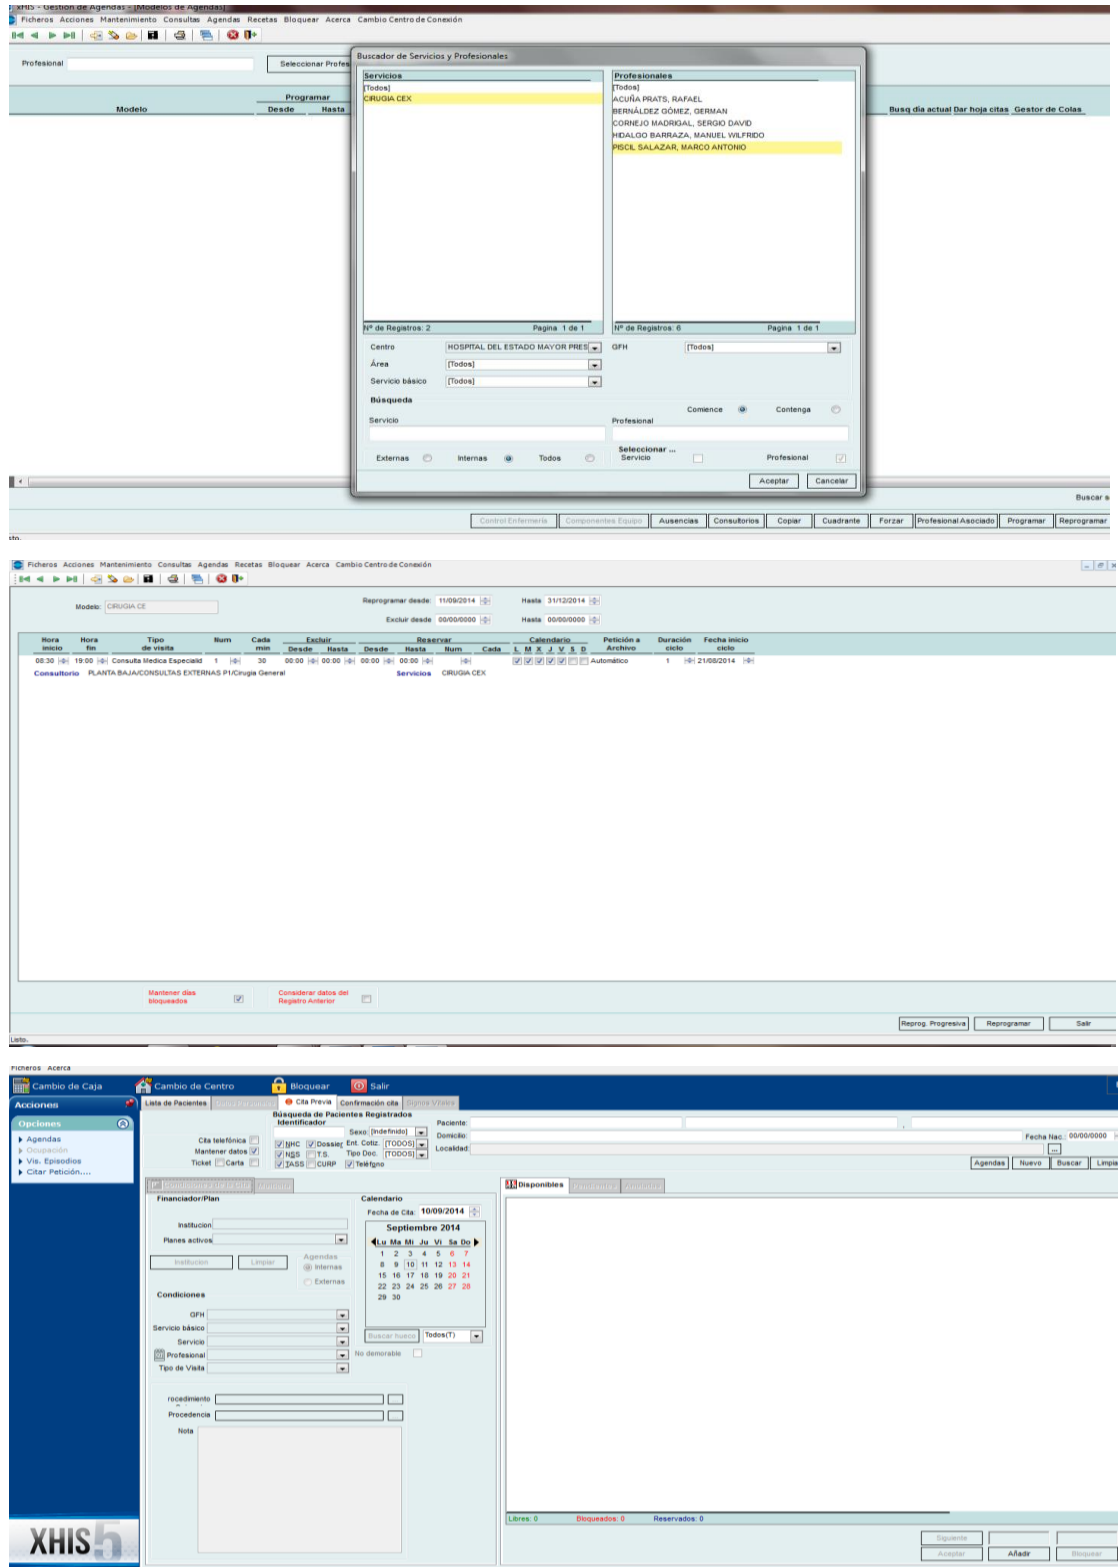 xHIS - Gestión de Agendas - [Modelos de Agendas]
Ficheros Acciones Mantenimiento Consultas Agendas Recetas Bloquear Acerca Cambio Centro de Conexión
Profesional
Seleccionar Profes
Programar
Modelo Desde Hasta
Busq dia actual Dar hoja citas Gestor de Colas
Buscador de Servicios y Profesionales
Servicios
[Todos]
CIRUGIA CEX
Nº de Registros: 2 Pagina 1 de 1
Profesionales
[Todos]
ACUÑA PRATS, RAFAEL
BERNÁLDEZ GÓMEZ, GERMAN
CORNEJO MADRIGAL, SERGIO DAVID
HIDALGO BARRAZA, MANUEL WILFRIDO
PISCIL SALAZAR, MARCO ANTONIO
Nº de Registros: 6 Pagina 1 de 1
Centro HOSPITAL DEL ESTADO MAYOR PRES GFH [Todos]
Área [Todos]
Servicio básico [Todos]
Búsqueda
Comience Contenga
Servicio Profesional
Seleccionar ...
Externas Internas Todos Servicio Profesional
Aceptar Cancelar
Buscar s
Control Enfermería Componentes Equipo Ausencias Consultorios Copiar Cuadrante Forzar Profesional Asociado Programar Reprogramar
sto.
Ficheros Acciones Mantenimiento Consultas Agendas Recetas Bloquear Acerca Cambio Centro de Conexión
Modelo: CIRUGIA CE Reprogramar desde: 11/09/2014 Hasta 31/12/2014
Excluir desde 00/00/0000 Hasta 00/00/0000
Hora Hora Tipo Num Cada Excluir Reservar Calendario Petición a Duración Fecha inicio
inicio fin de visita min Desde Hasta Desde Hasta Num Cada L M X J V S D Archivo ciclo ciclo
08:30 19:00 Consulta Medica Especialid 1 30 00:00 00:00 00:00 00:00 Automático 1 21/08/2014
Consultorio PLANTA BAJA/CONSULTAS EXTERNAS P1/Cirugia General Servicios CIRUGIA CEX
Mantener días
bloqueados
Considerar datos del
Registro Anterior
Reprog. Progresiva Reprogramar Salir
Listo.
Ficheros Acerca
Cambio de Caja Cambio de Centro Bloquear Salir
Acciones
Opciones
Agendas
Ocupación
Vis. Episodios
Citar Petición....
Lista de Pacientes Cita Previa Confirmación cita Signos Vitales
Búsqueda de Pacientes Registrados
Identificador
Sexo: [Indefinido]
Cita telefónica NHC Dossier Ent. Cotiz. [TODOS]
Mantener datos NSS T.S. Tipo Doc. [TODOS]
Ticket Carta TASS CURP Teléfono
Paciente: ,
Domicilio: Fecha Nac.: 00/00/0000
Localidad: ...
Agendas Nuevo Buscar Limpia
Financiador/Plan
Institucion
Planes activos
Institucion Limpiar
Agendas
Internas
Externas
Condiciones
GFH
Servicio básico
Servicio
Profesional
Tipo de Visita
Calendario
Fecha de Cita: 10/09/2014
Septiembre 2014
Lu Ma Mi Ju Vi Sa Do
1 2 3 4 5 6 7
8 9 10 11 12 13 14
15 16 17 18 19 20 21
22 23 24 25 26 27 28
29 30
Buscar hueco Todos(T)
No demorable
rocedimiento
Procedencia
Nota
Disponibles
Libres: 0 Bloqueados: 0 Reservados: 0
Siguiente
Aceptar Añadir Bloquear
XHIS 5